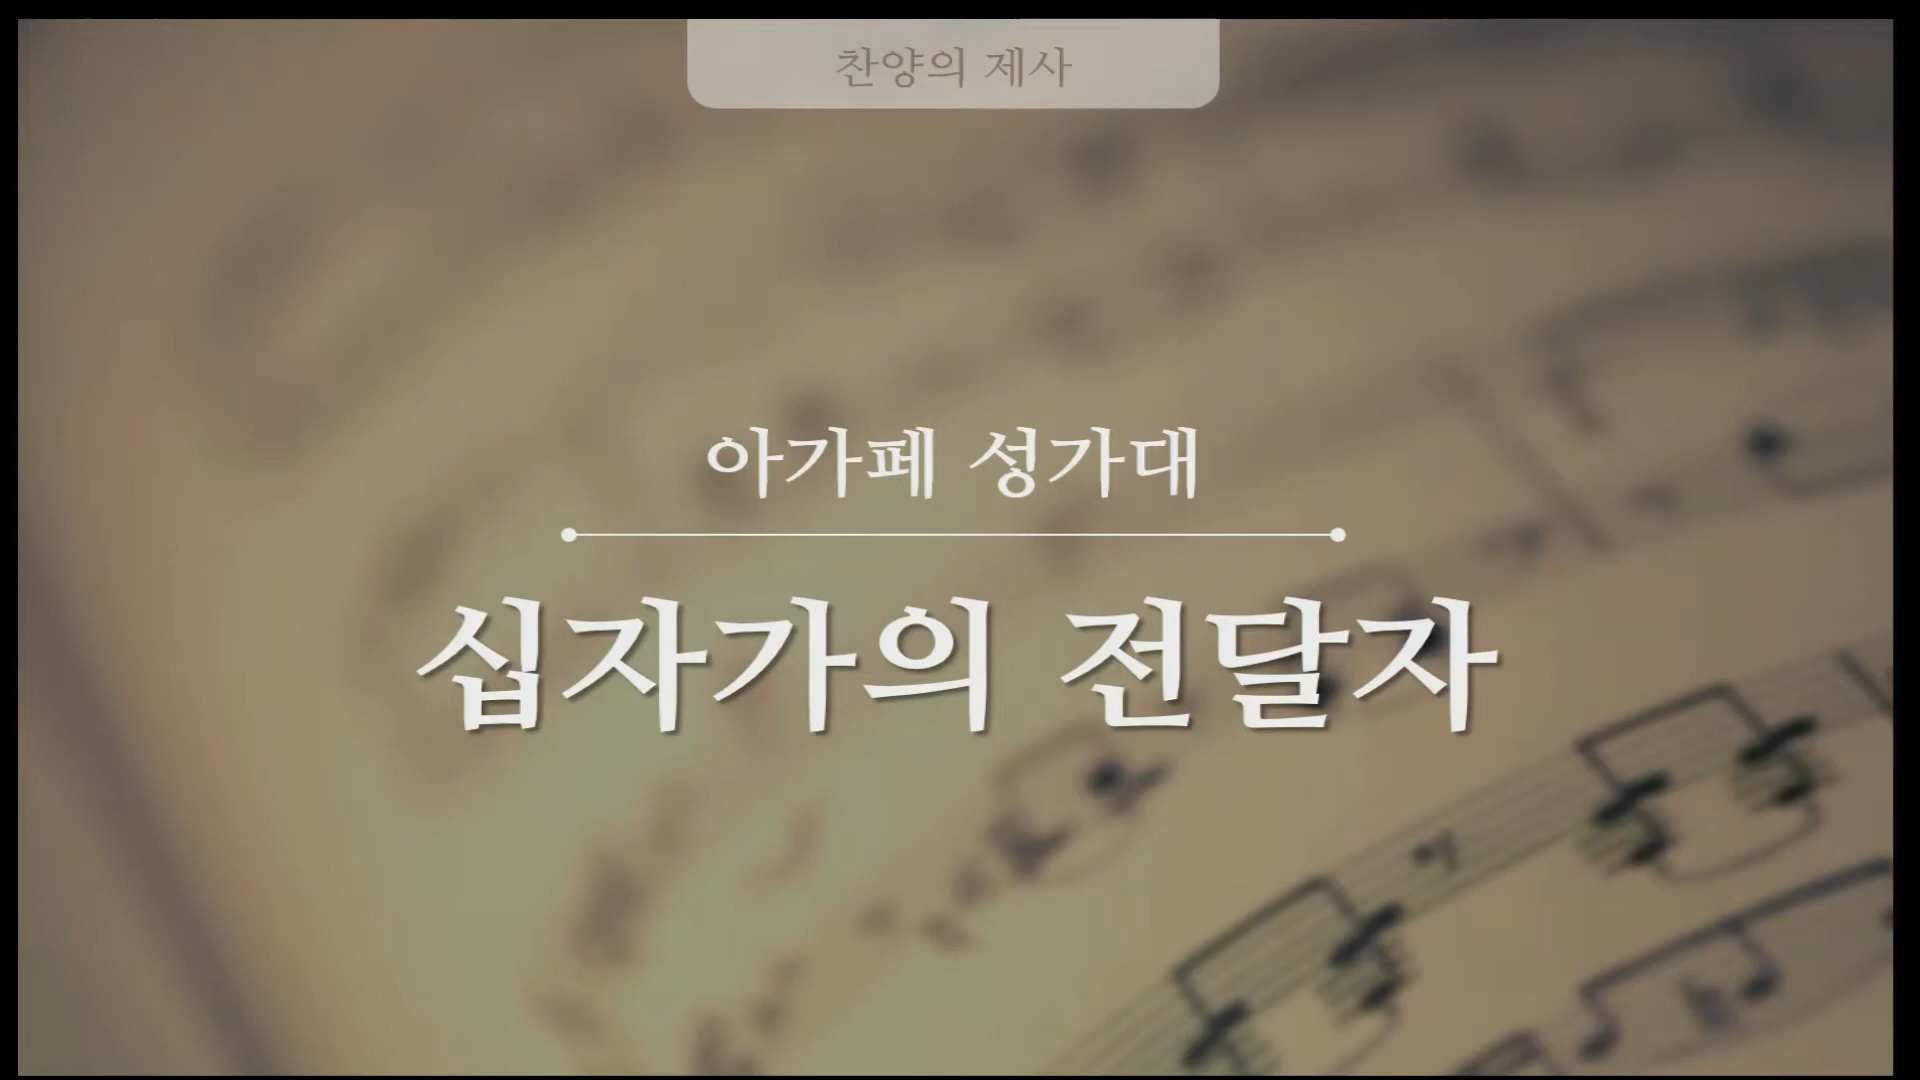 찬양의 제사
아가페 성가대
십자가의 전달자